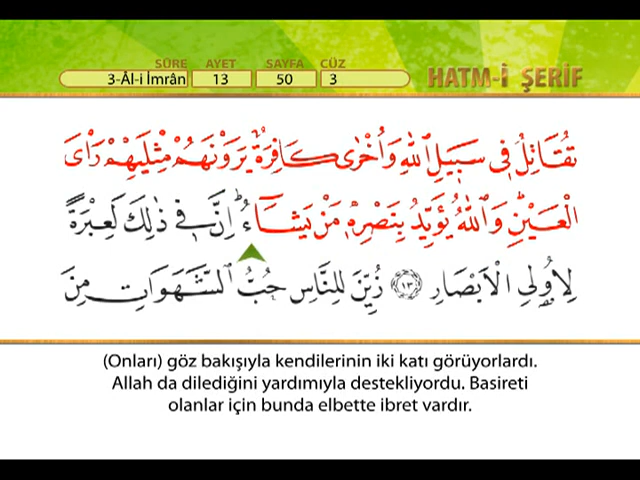 SÛRE AYET SAYFA CÜZ
3-Âl-i İmrân 13 50 3
HATM-İ ŞERİF
تُقَاتِلُ فِي سَبِيلِ اللّٰهِ وَاُخْرٰى كَافِرَةٌ يَرَوْنَهُمْ مِثْلَيْهِمْ رَأْيَ
الْعَيْنِۜ وَاللّٰهُ يُؤَيِّدُ بِنَصْرِه۪ مَنْ يَشَٓاءُۜ اِنَّ ف۪ي ذٰلِكَ لَعِبْرَةً
لِاُو۬لِي الْاَبْصَارِ ﴿١٣﴾ زُيِّنَ لِلنَّاسِ حُبُّ الشَّهَوَاتِ مِنَ
(Onları) göz bakışıyla kendilerinin iki katı görüyorlardı.
Allah da dilediğini yardımıyla destekliyordu. Basireti
olanlar için bunda elbette ibret vardır.